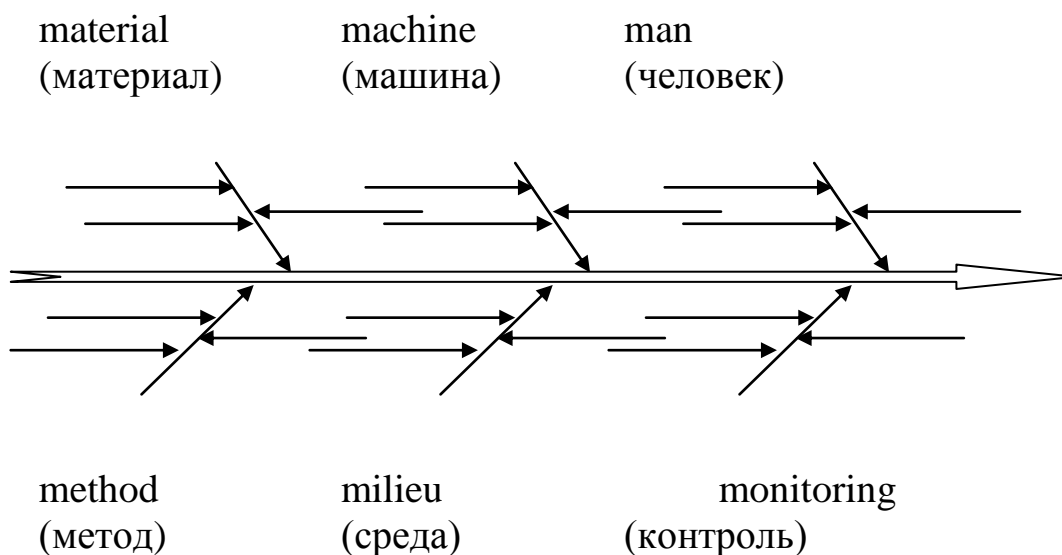 material machine man
(материал) (машина) (человек)
method milieu monitoring
(метод) (среда) (контроль)